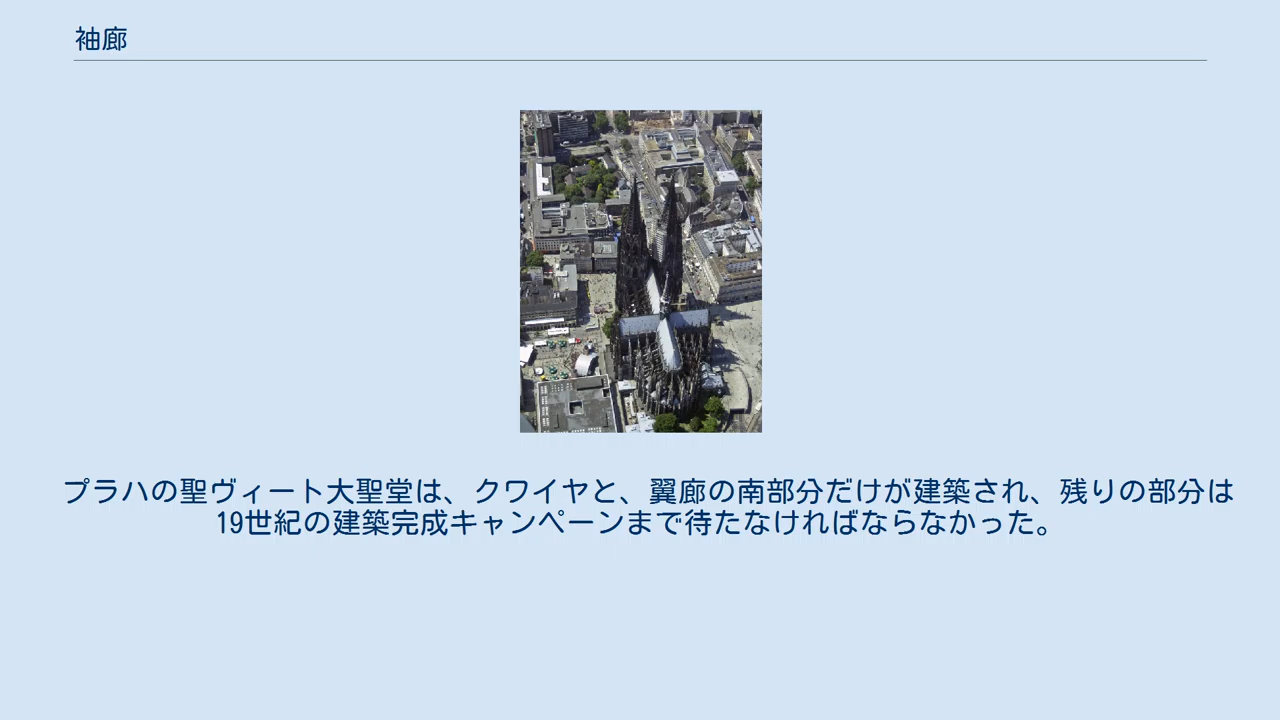 袖廊
プラハの聖ヴィート大聖堂は、クワイヤと、翼廊の南部分だけが建築され、残りの部分は
19世紀の建築完成キャンペーンまで待たなければならなかった。